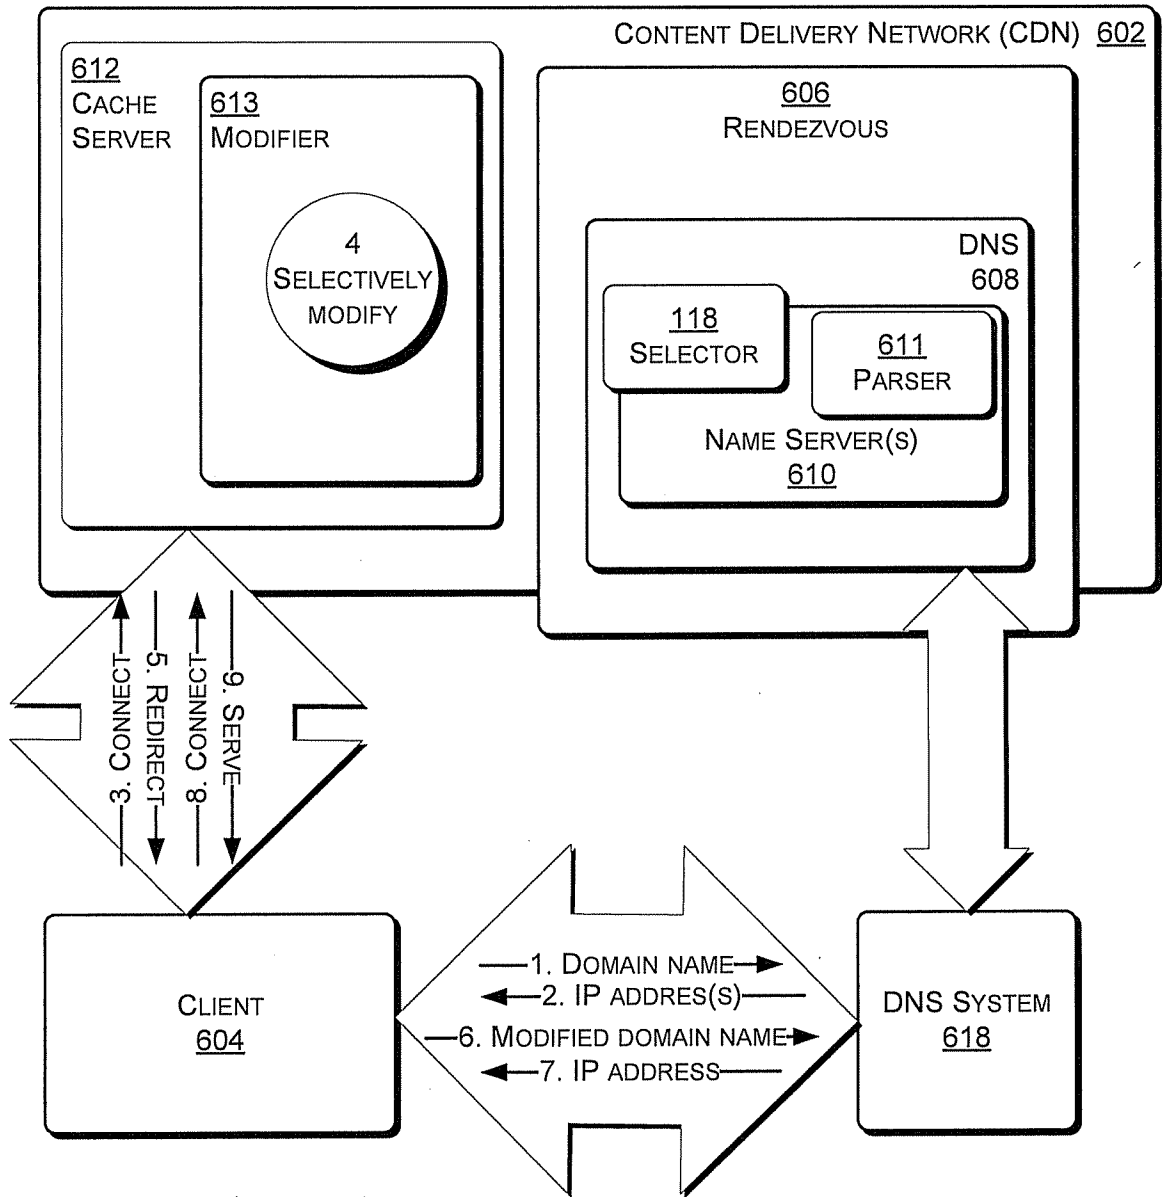 CONTENT DELIVERY NETWORK (CDN) 602
612
CACHE
SERVER
613
MODIFIER
4
SELECTIVELY
MODIFY
606
RENDEZVOUS
DNS
608
118
SELECTOR
611
PARSER
NAME SERVER(S)
610
3. CONNECT
5. REDIRECT
8. CONNECT
9. SERVE
CLIENT
604
1. DOMAIN NAME
2. IP ADDRES(S)
6. MODIFIED DOMAIN NAME
7. IP ADDRESS
DNS SYSTEM
618